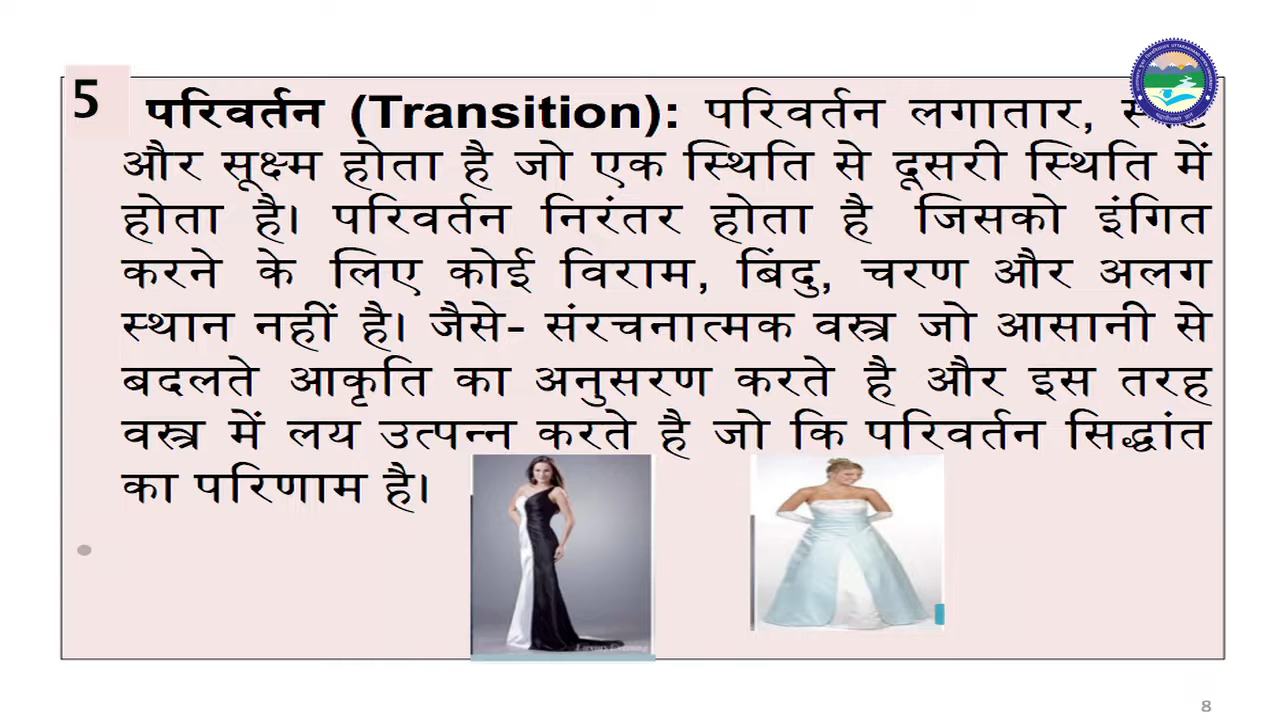 5
परिवर्तन (Transition): परिवर्तन लगातार,
और सूक्ष्म होता है जो एक स्थिति से दूसरी स्थिति में
होता है। परिवर्तन निरंतर होता है जिसको इंगित
करने के लिए कोई विराम, बिंदु, चरण और अलग
स्थान नहीं है। जैसे- संरचनात्मक वस्त्र जो आसानी से
बदलते आकृति का अनुसरण करते है और इस तरह
वस्त्र में लय उत्पन्न करते है जो कि परिवर्तन सिद्धांत
का परिणाम है।
8